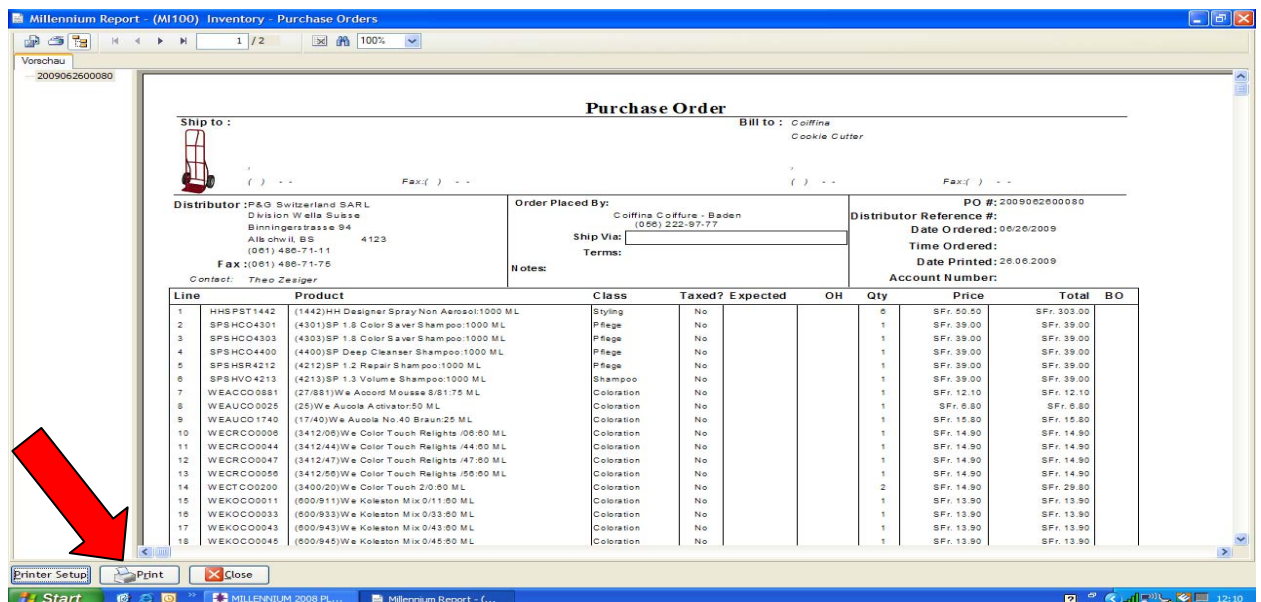 Millennium Report - (MI100) Inventory - Purchase Orders
1 / 2 100%
Vorschau
2009062600080
Purchase Order
Ship to : Bill to : Coiffina
Cookie Cutter
, ,
( ) - - Fax:( ) - - ( ) - - Fax:( ) - -
Distributor : P&G Switzerland SARL Order Placed By: PO #: 2009062600080
Division Wella Suisse Coiffina Coiffure - Baden Distributor Reference #:
Binningerstrasse 94 (056) 222-97-77 Date Ordered: 06/26/2009
Allschwil, BS 4123 Ship Via: Time Ordered:
(061) 486-71-11 Terms: Date Printed: 26.06.2009
Fax :(061) 486-71-75 Notes: Account Number:
Contact: Theo Zesiger
Line Product Class Taxed? Expected OH Qty Price Total BO
1 HHSPST1442 (1442)HH Designer Spray Non Aerosol:1000 ML Styling No 6 SFr. 50.50 SFr. 303.00
2 SPSHCO4301 (4301)SP 1.8 Color Saver Shampoo:1000 ML Pflege No 1 SFr. 39.00 SFr. 39.00
3 SPSHCO4303 (4303)SP 1.8 Color Saver Shampoo:1000 ML Pflege No 1 SFr. 39.00 SFr. 39.00
4 SPSHCO4400 (4400)SP Deep Cleanser Shampoo:1000 ML Pflege No 1 SFr. 39.00 SFr. 39.00
5 SPSHSR4212 (4212)SP 1.2 Repair Shampoo:1000 ML Pflege No 1 SFr. 39.00 SFr. 39.00
6 SPSHVO4213 (4213)SP 1.3 Volume Shampoo:1000 ML Shampoo No 1 SFr. 39.00 SFr. 39.00
7 WEACCO0881 (27/881)We Accord Mousse 8/81:75 ML Coloration No 1 SFr. 12.10 SFr. 12.10
8 WEAUCO0025 (25)We Aucola Activator:50 ML Coloration No 1 SFr. 6.80 SFr. 6.80
9 WEAUCO1740 (17/40)We Aucola No.40 Braun:25 ML Coloration No 1 SFr. 15.80 SFr. 15.80
10 WECRCO0006 (3412/06)We Color Touch Relights /06:60 ML Coloration No 1 SFr. 14.90 SFr. 14.90
11 WECRCO0044 (3412/44)We Color Touch Relights /44:60 ML Coloration No 1 SFr. 14.90 SFr. 14.90
12 WECRCO0047 (3412/47)We Color Touch Relights /47:60 ML Coloration No 1 SFr. 14.90 SFr. 14.90
13 WECRCO0056 (3412/56)We Color Touch Relights /56:60 ML Coloration No 1 SFr. 14.90 SFr. 14.90
14 WECTCO0200 (3400/20)We Color Touch 2/0:60 ML Coloration No 2 SFr. 14.90 SFr. 29.80
15 WEKOCO0011 (600/911)We Koleston Mix 0/11:60 ML Coloration No 1 SFr. 13.90 SFr. 13.90
16 WEKOCO0033 (600/933)We Koleston Mix 0/33:60 ML Coloration No 1 SFr. 13.90 SFr. 13.90
17 WEKOCO0043 (600/943)We Koleston Mix 0/43:60 ML Coloration No 1 SFr. 13.90 SFr. 13.90
18 WEKOCO0045 (600/945)We Koleston Mix 0/45:60 ML Coloration No 1 SFr. 13.90 SFr. 13.90
Printer Setup Print Close
Start MILLENNIUM 2008 PL... Millennium Report - (... 12:10